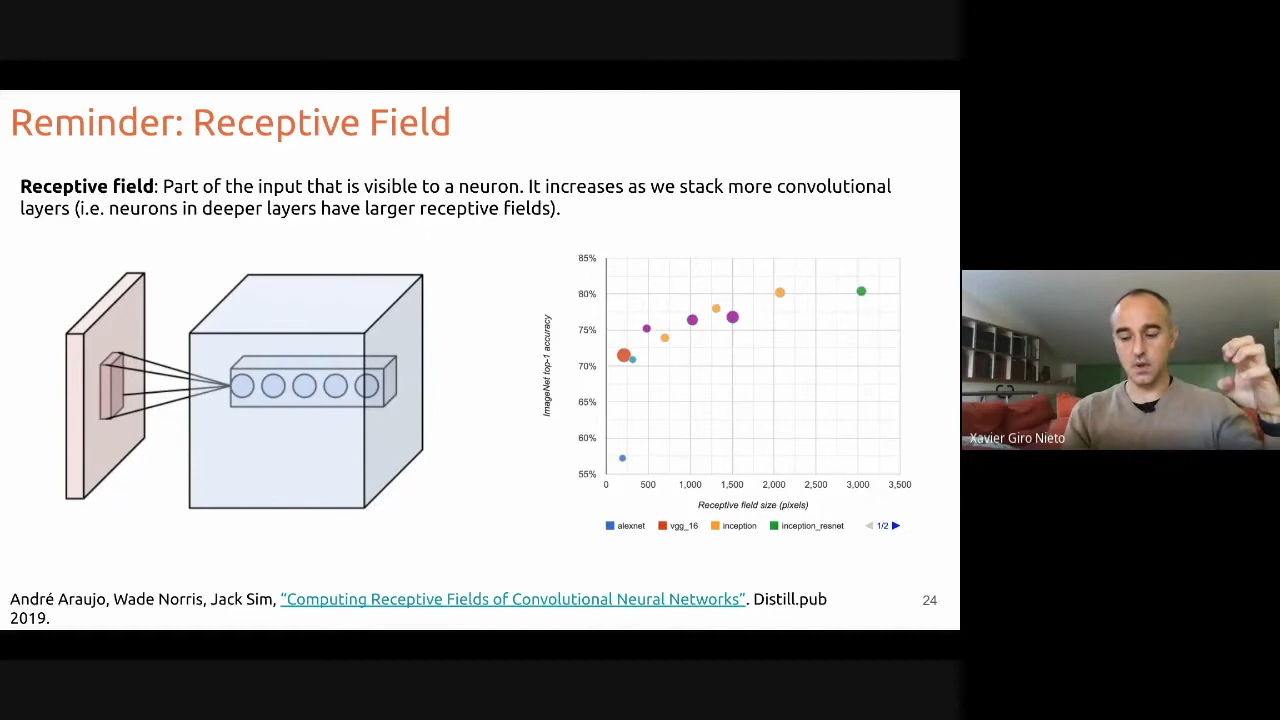 Reminder: Receptive Field
Receptive field: Part of the input that is visible to a neuron. It increases as we stack more convolutional
layers (i.e. neurons in deeper layers have larger receptive fields).
85%
80%
75%
70%
65%
60%
55%
ImageNet top-1 accuracy
0 500 1,000 1,500 2,000 2,500 3,000 3,500
Receptive field size (pixels)
alexnet vgg_16 inception inception_resnet 1/2
Xavier Giro Nieto
André Araujo, Wade Norris, Jack Sim, “Computing Receptive Fields of Convolutional Neural Networks”. Distill.pub
2019.
24